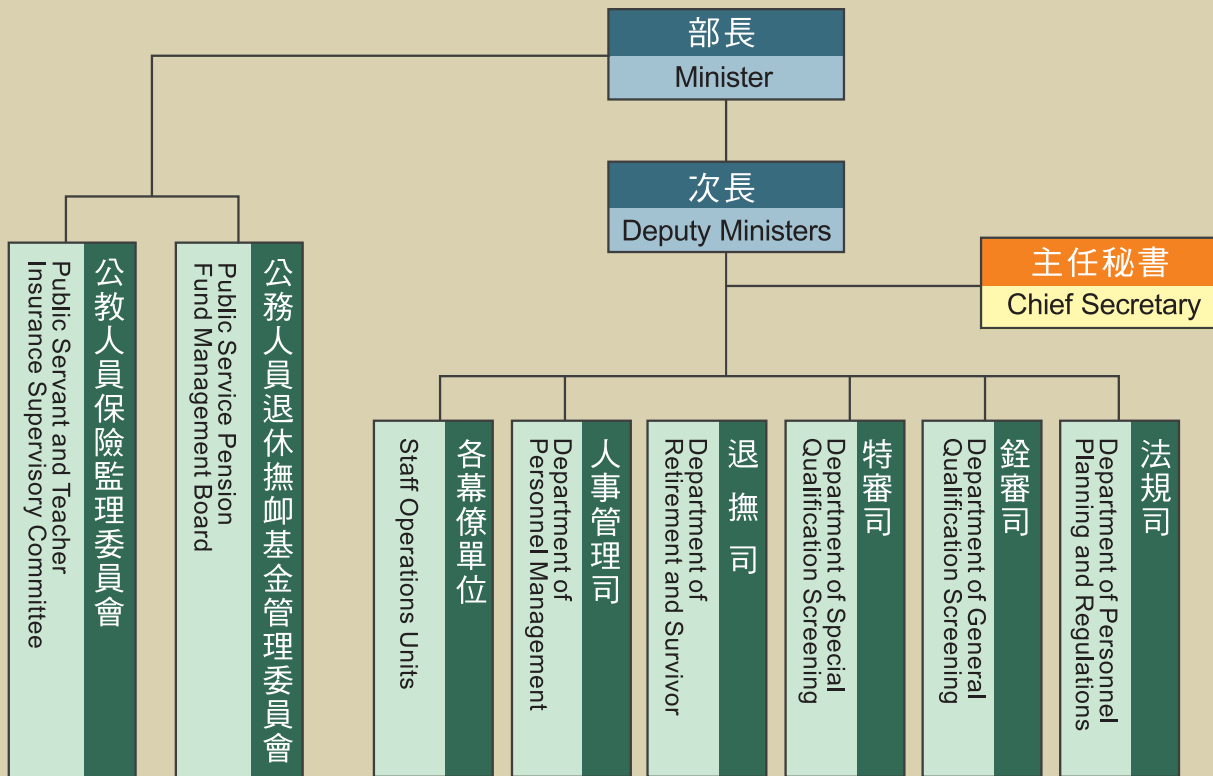 部長
Minister
次長
Deputy Ministers
主任秘書
Chief Secretary
公教人員保險監理委員會
Public Servant and Teacher
Insurance Supervisory Committee
公務人員退休撫卹基金管理委員會
Public Service Pension
Fund Management Board
各幕僚單位
Staff Operations Units
人事管理司
Department of
Personnel Management
退撫司
Department of
Retirement and Survivor
特審司
Department of Special
Qualification Screening
銓審司
Department of General
Qualification Screening
法規司
Department of Personnel
Planning and Regulations